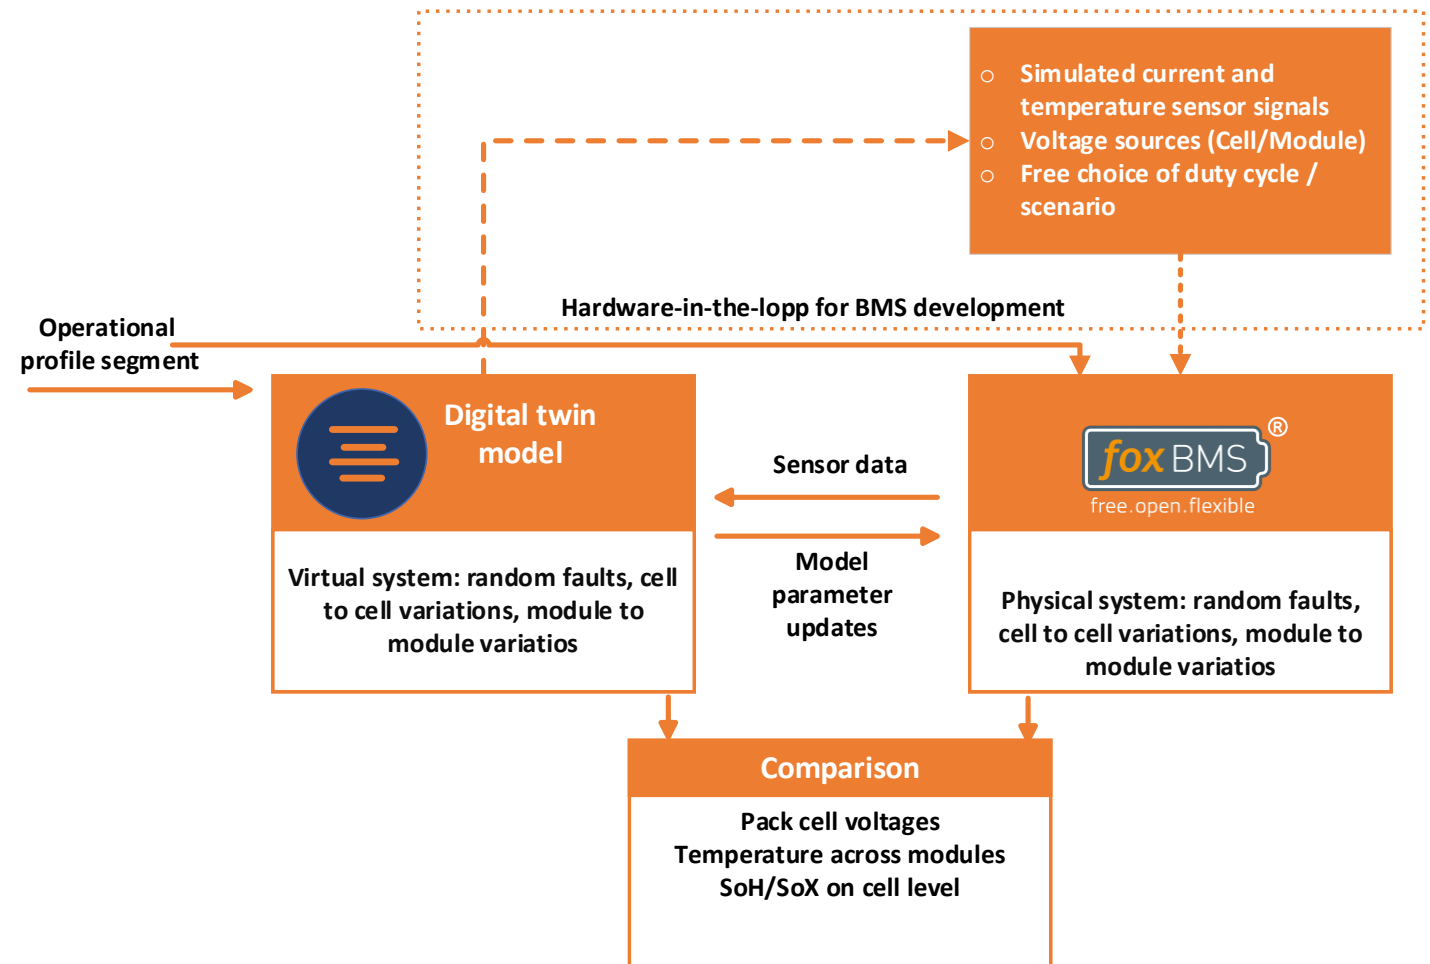 Simulated current and
temperature sensor signals
Voltage sources (Cell/Module)
Free choice of duty cycle /
scenario
Hardware-in-the-lopp for BMS development
Operational
profile segment
Digital twin
model
Sensor data
fox BMS ®
free.open.flexible
Model
parameter
updates
Virtual system: random faults, cell
to cell variations, module to
module variatios
Physical system: random faults,
cell to cell variations, module to
module variatios
Comparison
Pack cell voltages
Temperature across modules
SoH/SoX on cell level